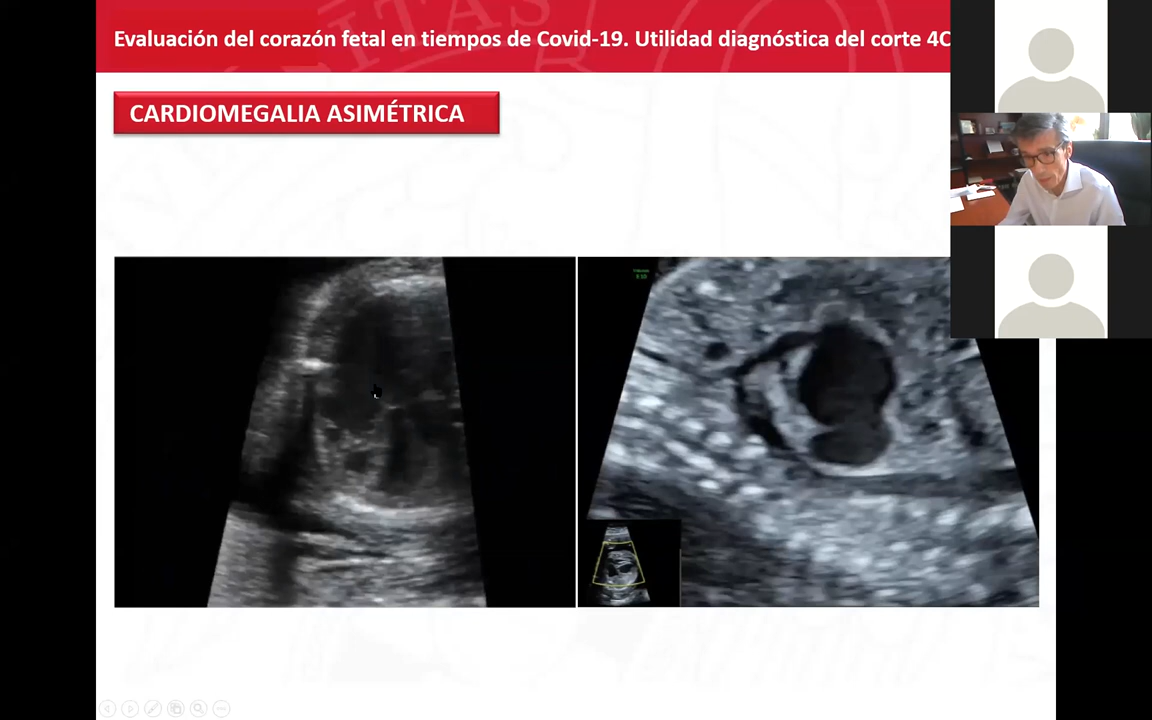 Evaluación del corazón fetal en tiempos de Covid-19. Utilidad diagnóstica del corte 4C
CARDIOMEGALIA ASIMÉTRICA